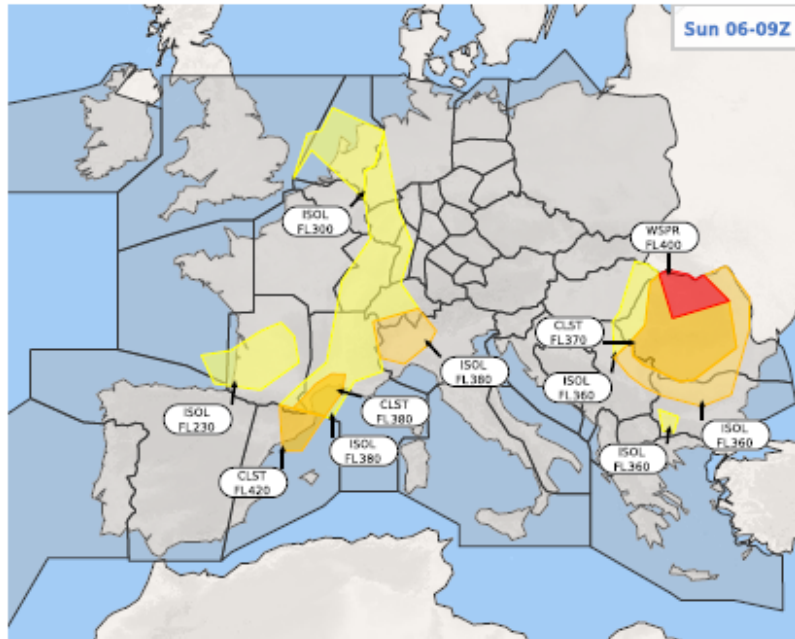 Sun 06-09Z
ISOL
FL300
WSPR
FL400
CLST
FL370
ISOL
FL380
ISOL
FL360
ISOL
FL230
CLST
FL380
ISOL
FL380
ISOL
FL360
ISOL
FL360
CLST
FL420